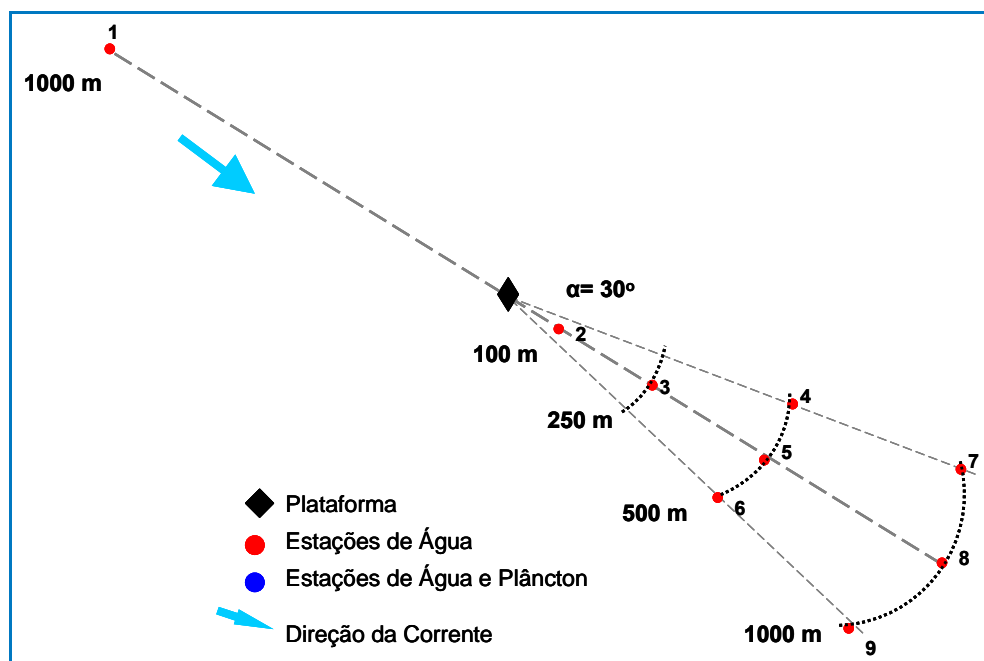 1
1000 m
α= 30º
2
100 m
3
4
250 m
5
7
6
500 m
8
1000 m
9
Plataforma
Estações de Água
Estações de Água e Plâncton
Direção da Corrente